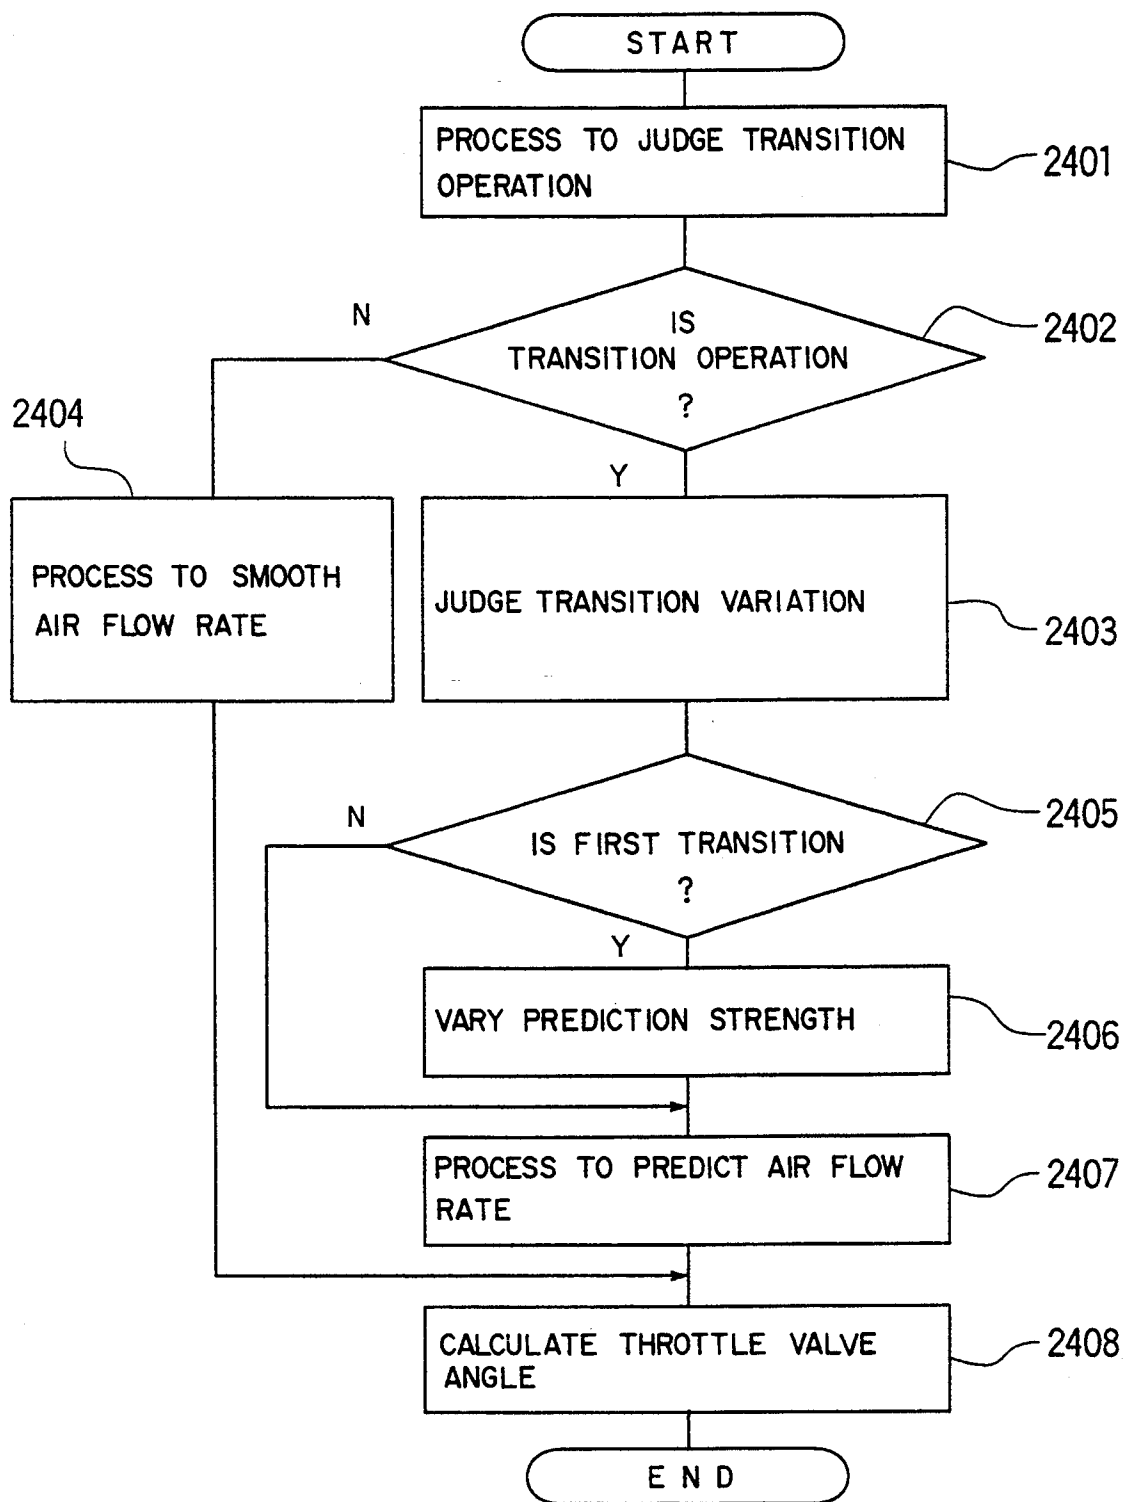 START
PROCESS TO JUDGE TRANSITION
OPERATION
2401
N
IS
TRANSITION OPERATION
?
2402
Y
2404
PROCESS TO SMOOTH
AIR FLOW RATE
JUDGE TRANSITION VARIATION
2403
N
IS FIRST TRANSITION
?
2405
Y
VARY PREDICTION STRENGTH
2406
PROCESS TO PREDICT AIR FLOW
RATE
2407
CALCULATE THROTTLE VALVE
ANGLE
2408
END